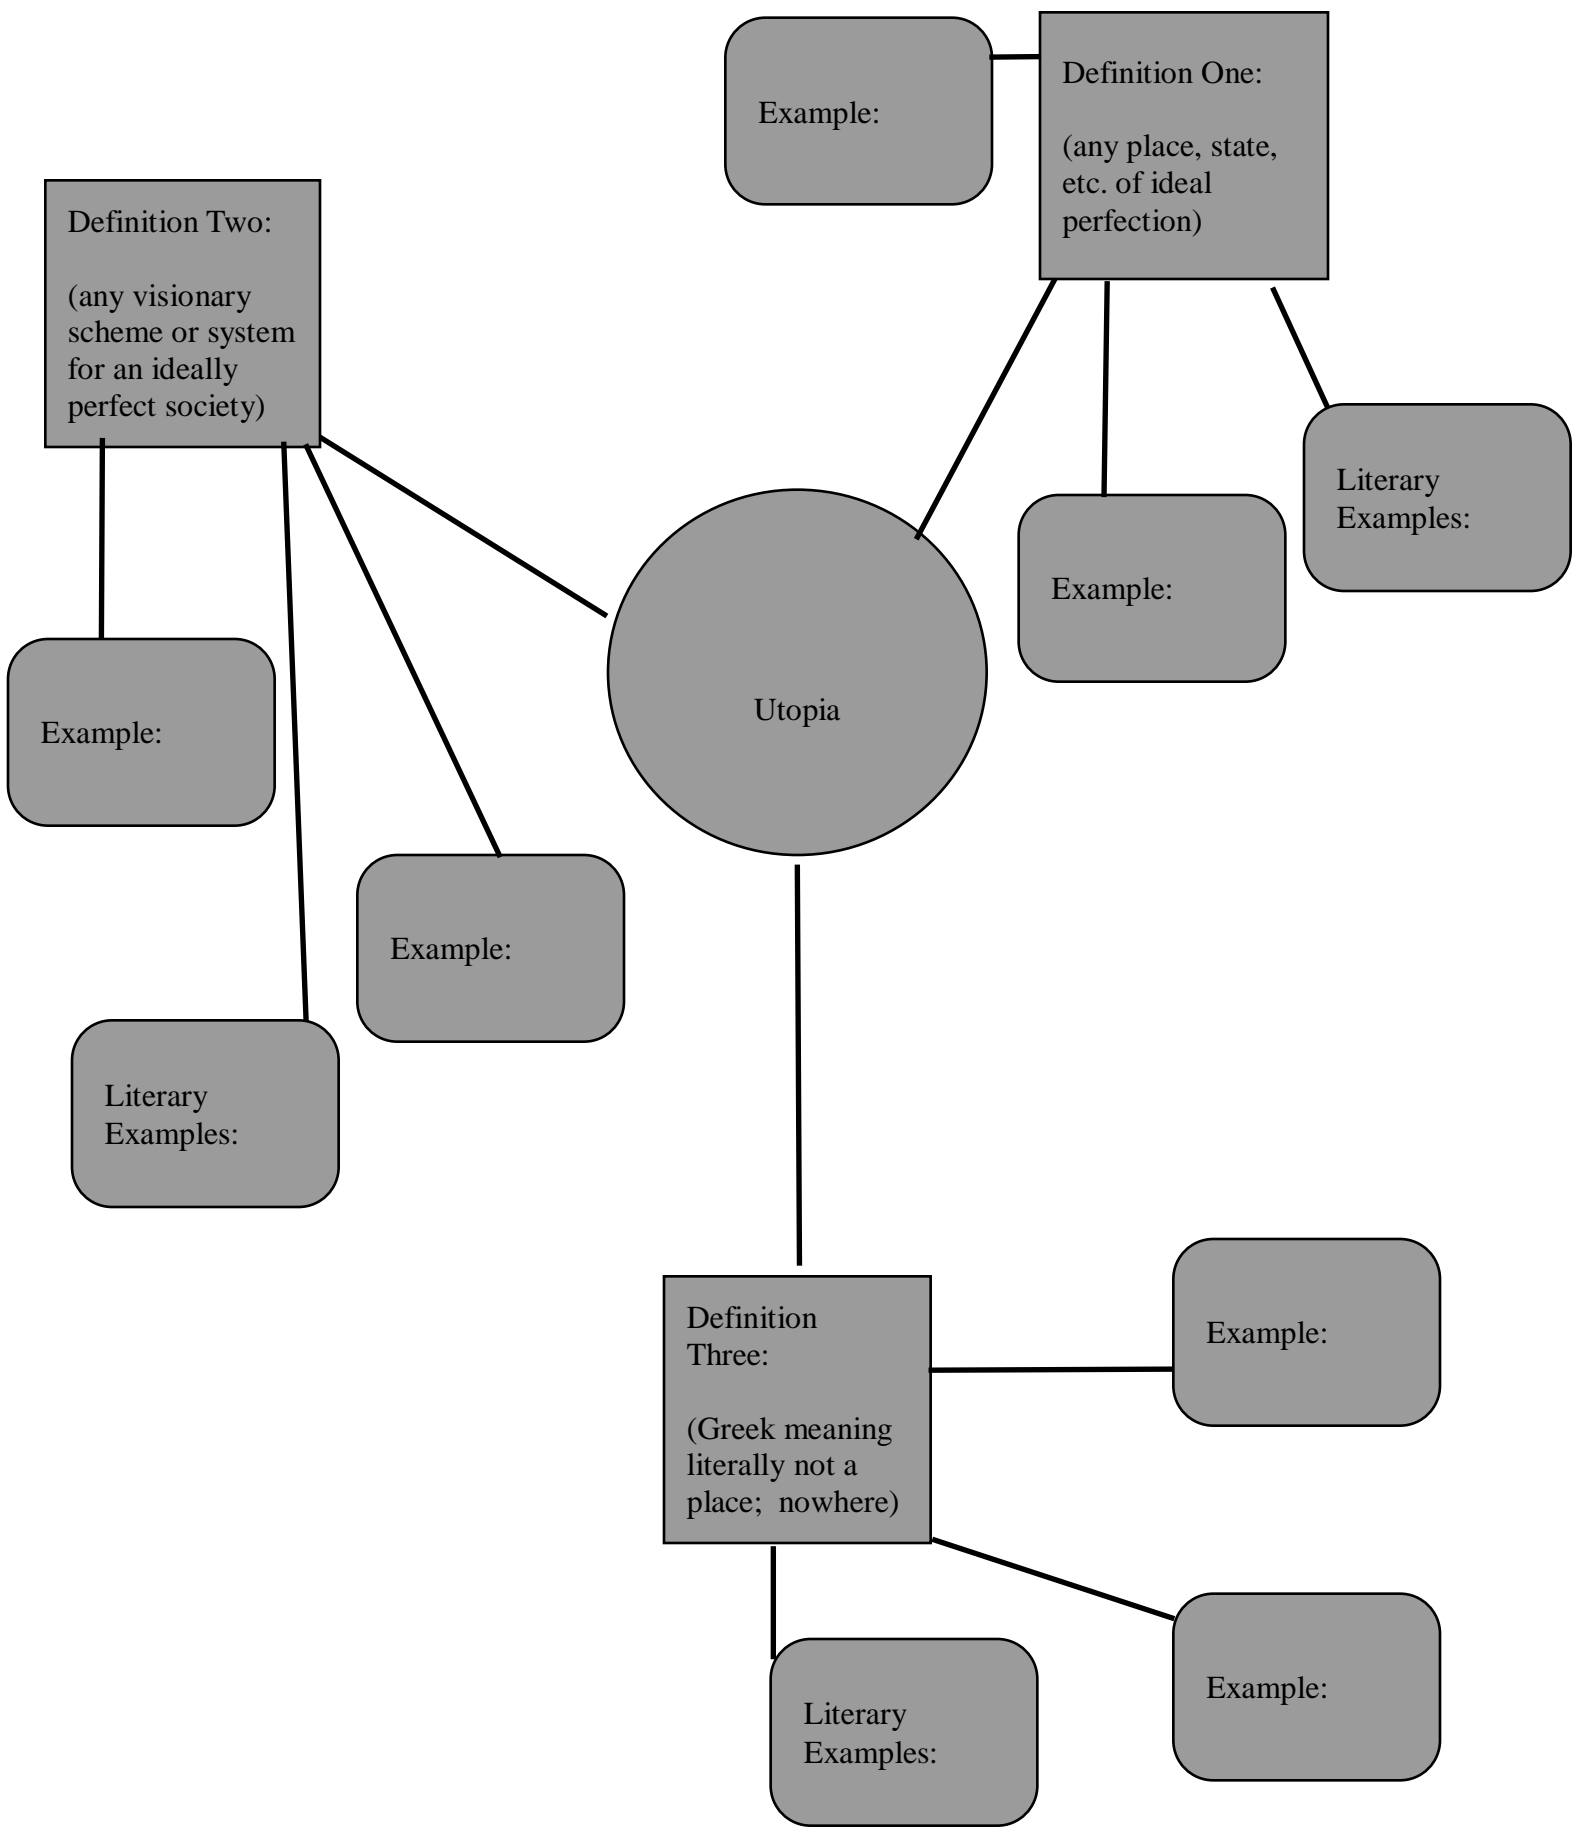 Example:
Definition One:
(any place, state,
etc. of ideal
perfection)
Definition Two:
(any visionary
scheme or system
for an ideally
perfect society)
Literary
Examples:
Example:
Utopia
Example:
Example:
Literary
Examples:
Definition
Three:
(Greek meaning
literally not a
place;  nowhere)
Example:
Example:
Literary
Examples: